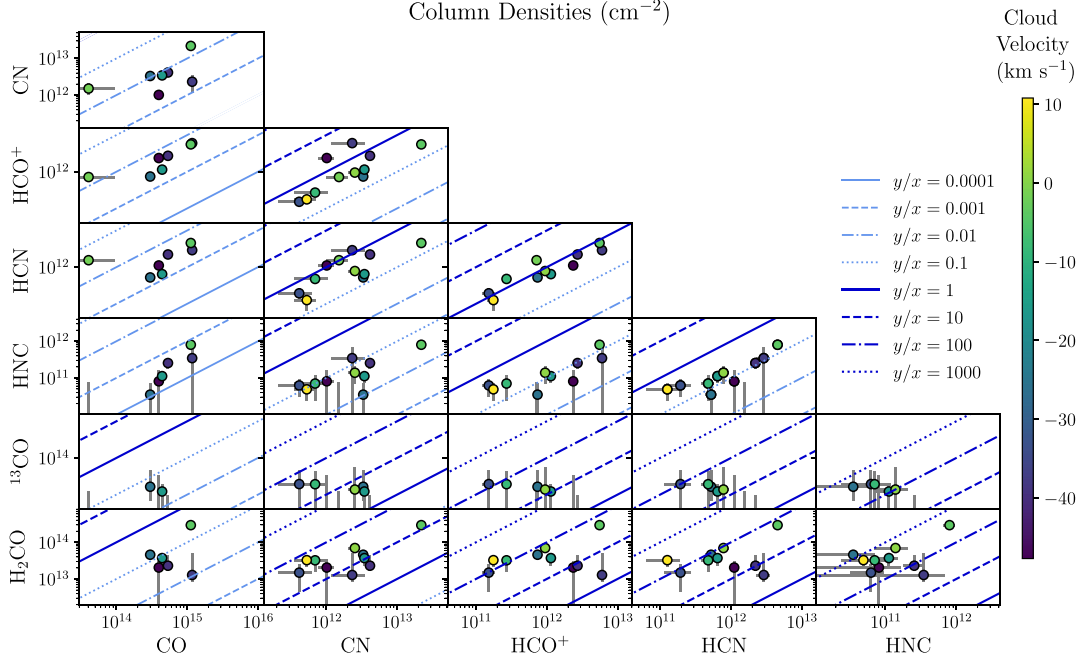 Column Densities (cm⁻²)
Cloud
Velocity
(km s⁻¹)
CN
10¹³
10¹²
HCO⁺
10¹²
HCN
10¹²
HNC
10¹²
10¹¹
¹³CO
10¹⁴
H₂CO
10¹⁴
10¹³
10¹⁴ 10¹⁵ 10¹⁶
CO
10¹² 10¹³
CN
10¹¹ 10¹² 10¹³
HCO⁺
10¹¹ 10¹² 10¹³
HCN
10¹¹ 10¹²
HNC
y/x = 0.0001
y/x = 0.001
y/x = 0.01
y/x = 0.1
y/x = 1
y/x = 10
y/x = 100
y/x = 1000
10
0
−10
−20
−30
−40